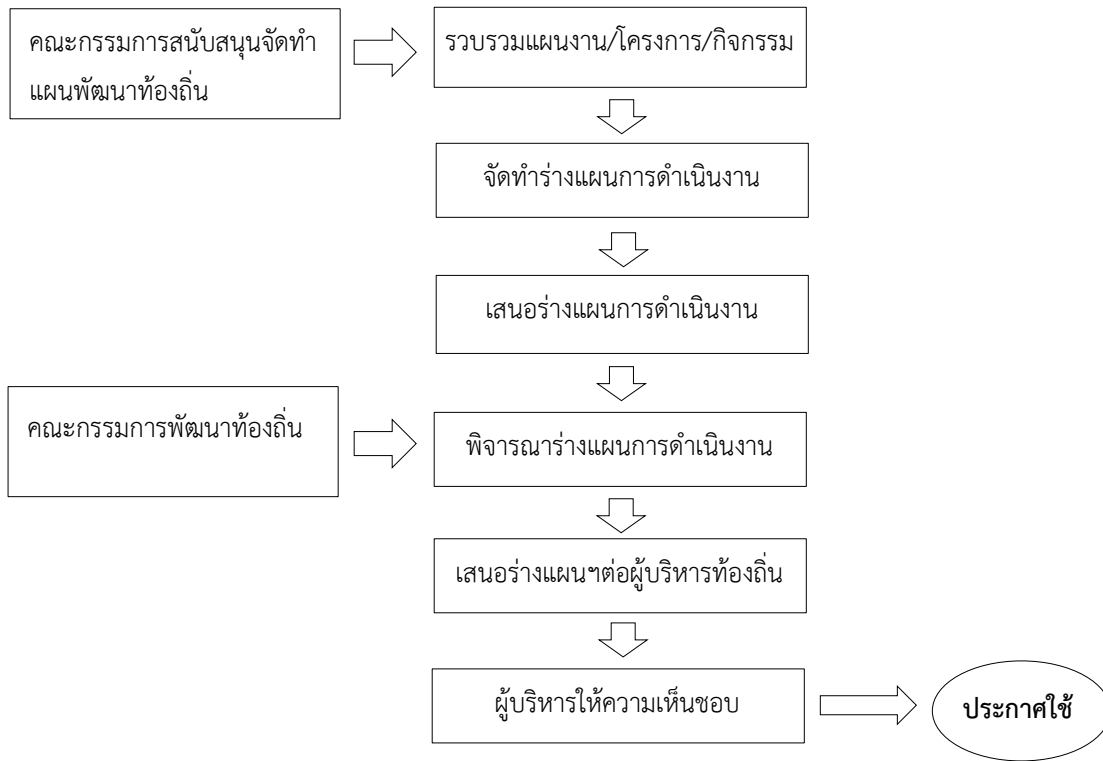 คณะกรรมการสนับสนุนจัดทำ
แผนพัฒนาท้องถิ่น
รวบรวมแผนงาน/โครงการ/กิจกรรม
จัดทำร่างแผนการดำเนินงาน
เสนอร่างแผนการดำเนินงาน
คณะกรรมการพัฒนาท้องถิ่น
พิจารณาร่างแผนการดำเนินงาน
เสนอร่างแผนฯต่อผู้บริหารท้องถิ่น
ผู้บริหารให้ความเห็นชอบ
ประกาศใช้